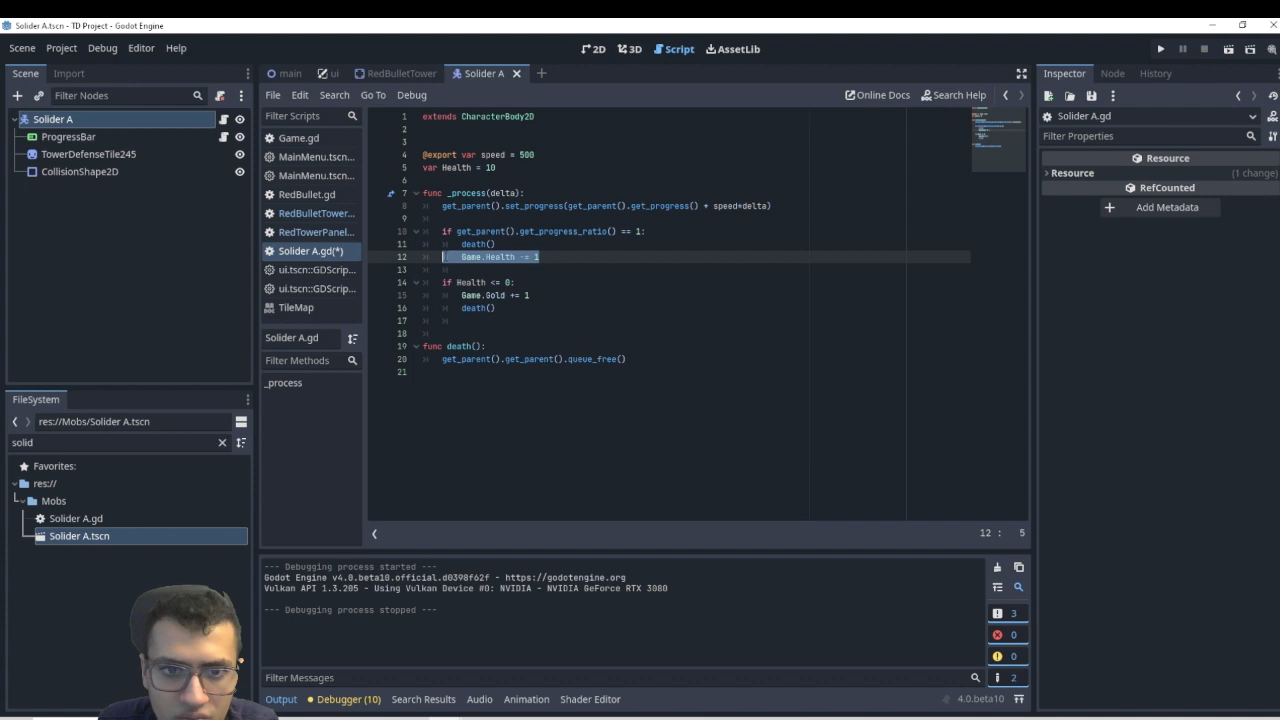 Solider A.tscn - TD Project - Godot Engine
Scene Project Debug Editor Help
2D 3D Script AssetLib
Scene Import
Filter Nodes
Solider A
ProgressBar
TowerDefenseTile245
CollisionShape2D
FileSystem
res://Mobs/Solider A.tscn
solid
Favorites:
res://
Mobs
Solider A.gd
Solider A.tscn
main ui RedBulletTower Solider A
File Edit Search Go To Debug
Online Docs Search Help
Filter Scripts
Game.gd
MainMenu.tscn...
MainMenu.tscn...
RedBullet.gd
RedBulletTower...
RedTowerPanel...
Solider A.gd(*)
ui.tscn::GDScrip...
ui.tscn::GDScrip...
TileMap
Solider A.gd
Filter Methods
_process
1 extends CharacterBody2D
2
3
4 @export var speed = 500
5 var Health = 10
6
7 func _process(delta):
8 get_parent().set_progress(get_parent().get_progress() + speed*delta)
9
10 if get_parent().get_progress_ratio() == 1:
11 death()
12 Game.Health -= 1
13
14 if Health <= 0:
15 Game.Gold += 1
16 death()
17
18
19 func death():
20 get_parent().get_parent().queue_free()
21
12 : 5
--- Debugging process started ---
Godot Engine v4.0.beta10.official.d0398f62f - https://godotengine.org
Vulkan API 1.3.205 - Using Vulkan Device #0: NVIDIA - NVIDIA GeForce RTX 3080
--- Debugging process stopped ---
3
0
0
2
Filter Messages
Output Debugger (10) Search Results Audio Animation Shader Editor
4.0.beta10
Inspector Node History
Solider A.gd
Filter Properties
Resource
Resource (1 change)
RefCounted
Add Metadata